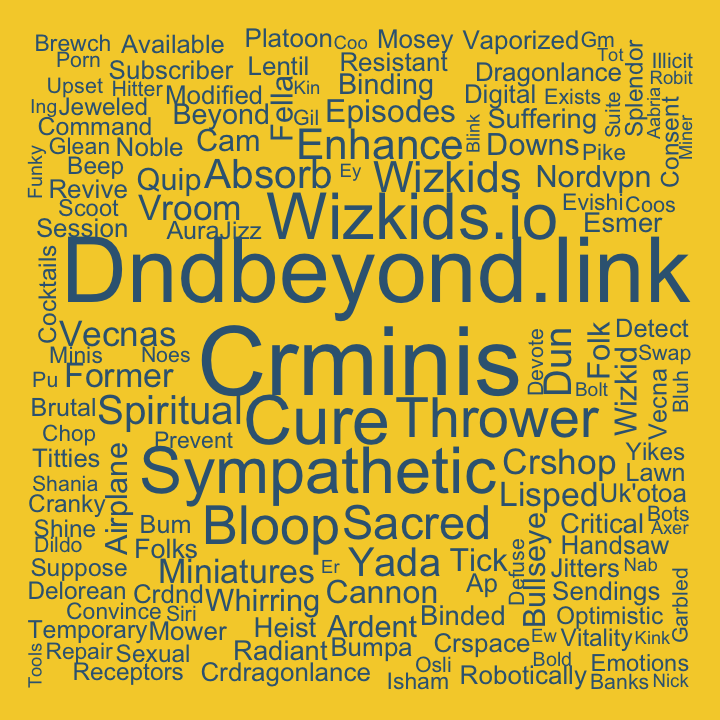 Brewch
Available
Platoon
Coo
Mosey
Vaporized
Gm
Tot
Splendor
Illicit
Porn
Subscriber
Lentil
Resistant
Dragonlance
Robit
Upset
Hitter
Modified
Fella
Kin
Binding
Digital
Exists
Suite
Aabria
Ing
Jeweled
Beyond
Gil
Episodes
Blink
Suffering
Consent
Miner
Command
Cam
Enhance
Downs
Pike
Glean
Noble
Funky
Beep
Quip
Absorb
Ey
Wizkids
Nordvpn
Revive
Vroom
Wizkids.io
Evishi
Coos
Scoot
Session
Aura
Jizz
Esmer
Cocktails
Dndbeyond.link
Vecnas
Crminis
Devote
Dun
Folk
Detect
Minis
Noes
Wizkid
Swap
Pu
Former
Bolt
Vecna
Bluh
Brutal
Spiritual
Cure
Thrower
Chop
Prevent
Titties
Airplane
Sympathetic
Crshop
Yikes
Lawn
Shania
Lisped
Uk'otoa
Cranky
Bloop
Sacred
Bots
Shine
Bum
Bullseye
Critical
Axer
Dildo
Folks
Defuse
Handsaw
Suppose
Miniatures
Er
Yada
Tick
Jitters
Nab
Delorean
Crdnd
Whirring
Cannon
Ap
Sendings
Garbled
Convince
Siri
Binded
Optimistic
Temporary
Mower
Heist
Ardent
Ew
Vitality
Kink
Tools
Repair
Sexual
Radiant
Bumpa
Crspace
Bold
Emotions
Receptors
Crdragonlance
Osli
Isham
Robotically
Banks
Nick